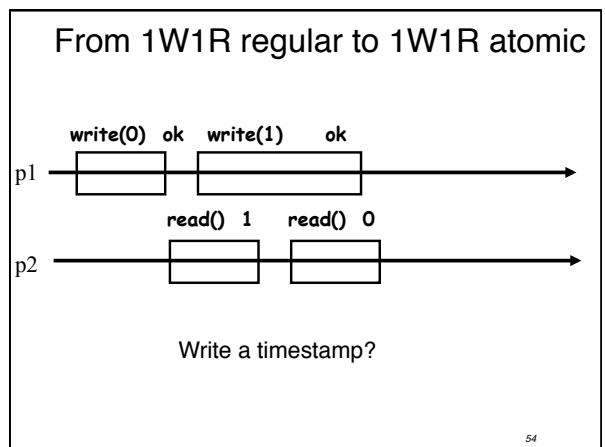 From 1W1R regular to 1W1R atomic
write(0) ok write(1) ok
p1
read() 1 read() 0
p2
Write a timestamp?
54